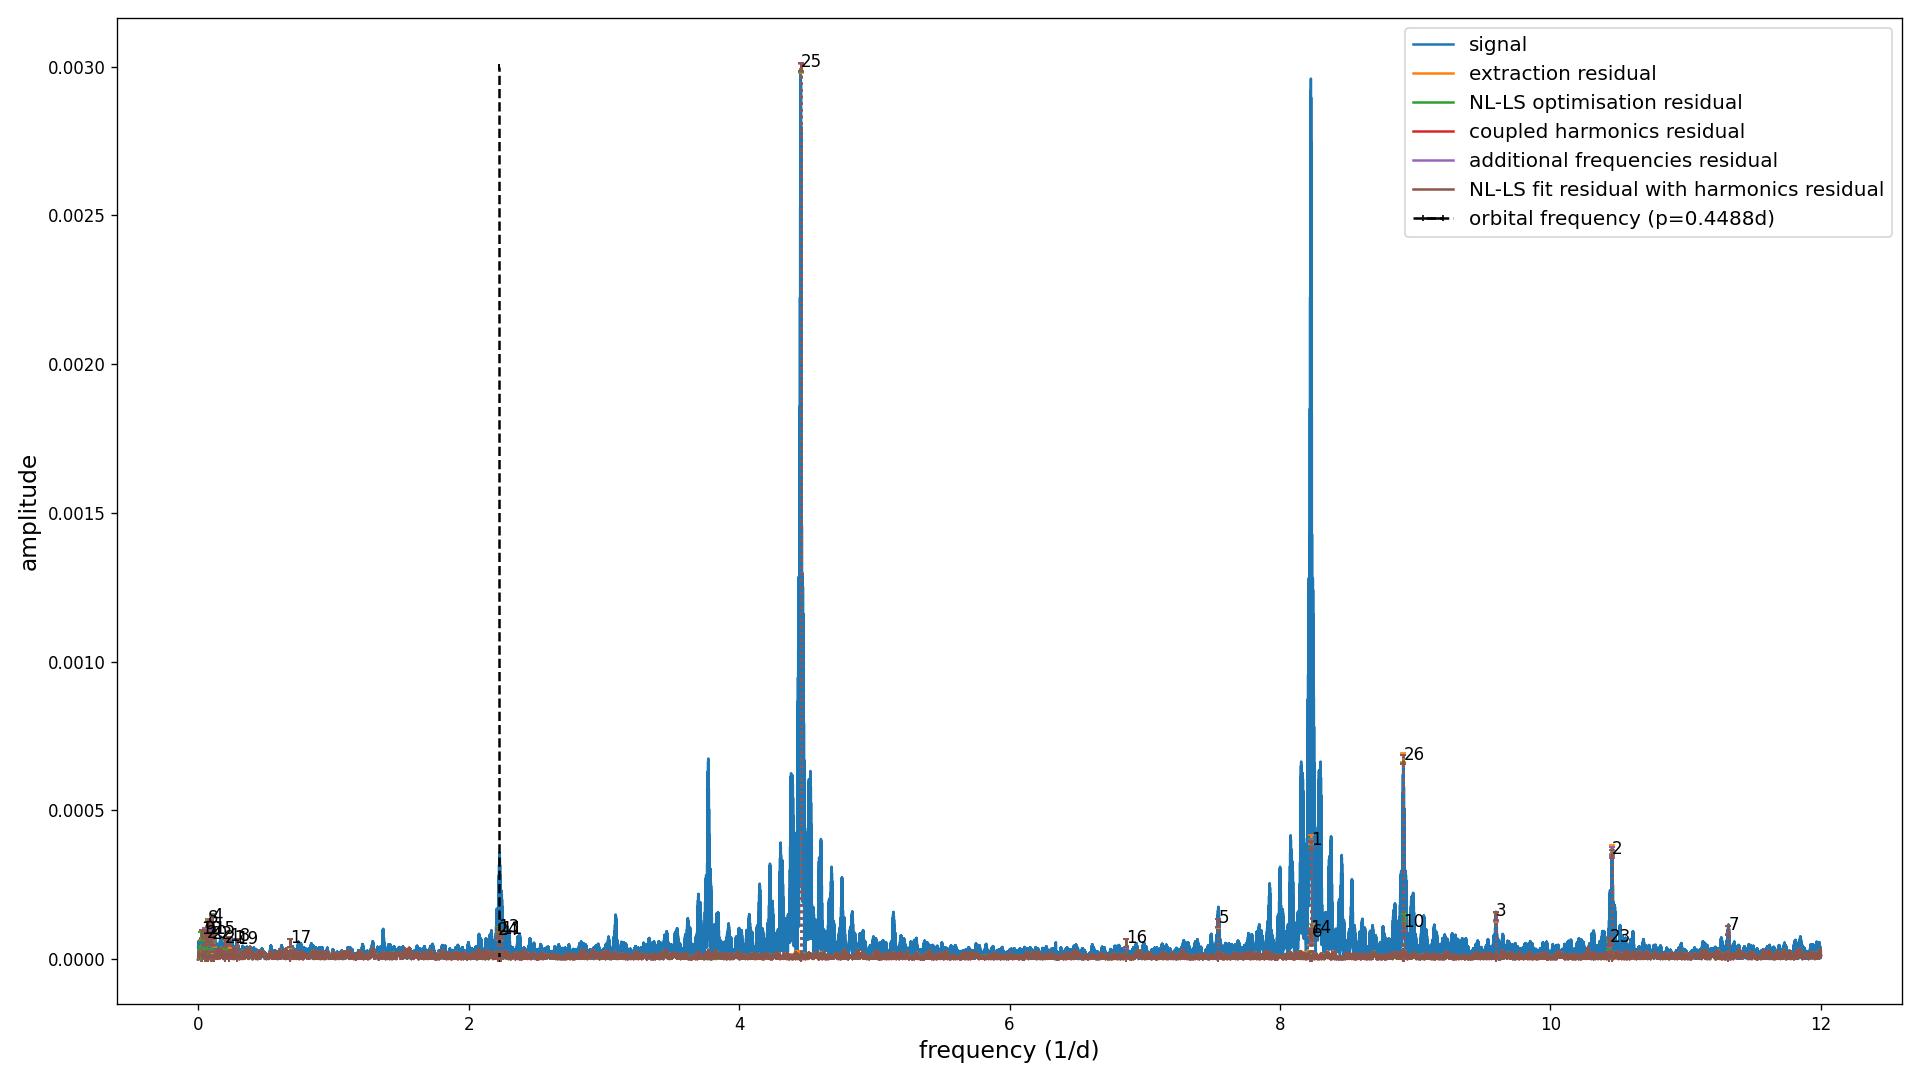 signal
extraction residual
NL-LS optimisation residual
coupled harmonics residual
additional frequencies residual
NL-LS fit residual with harmonics residual
orbital frequency (p=0.4488d)
amplitude
0.0030
0.0025
0.0020
0.0015
0.0010
0.0005
0.0000
25
26
1
2
3
5
7
10
14
16
17
19
23
0 2 4 6 8 10 12
frequency (1/d)